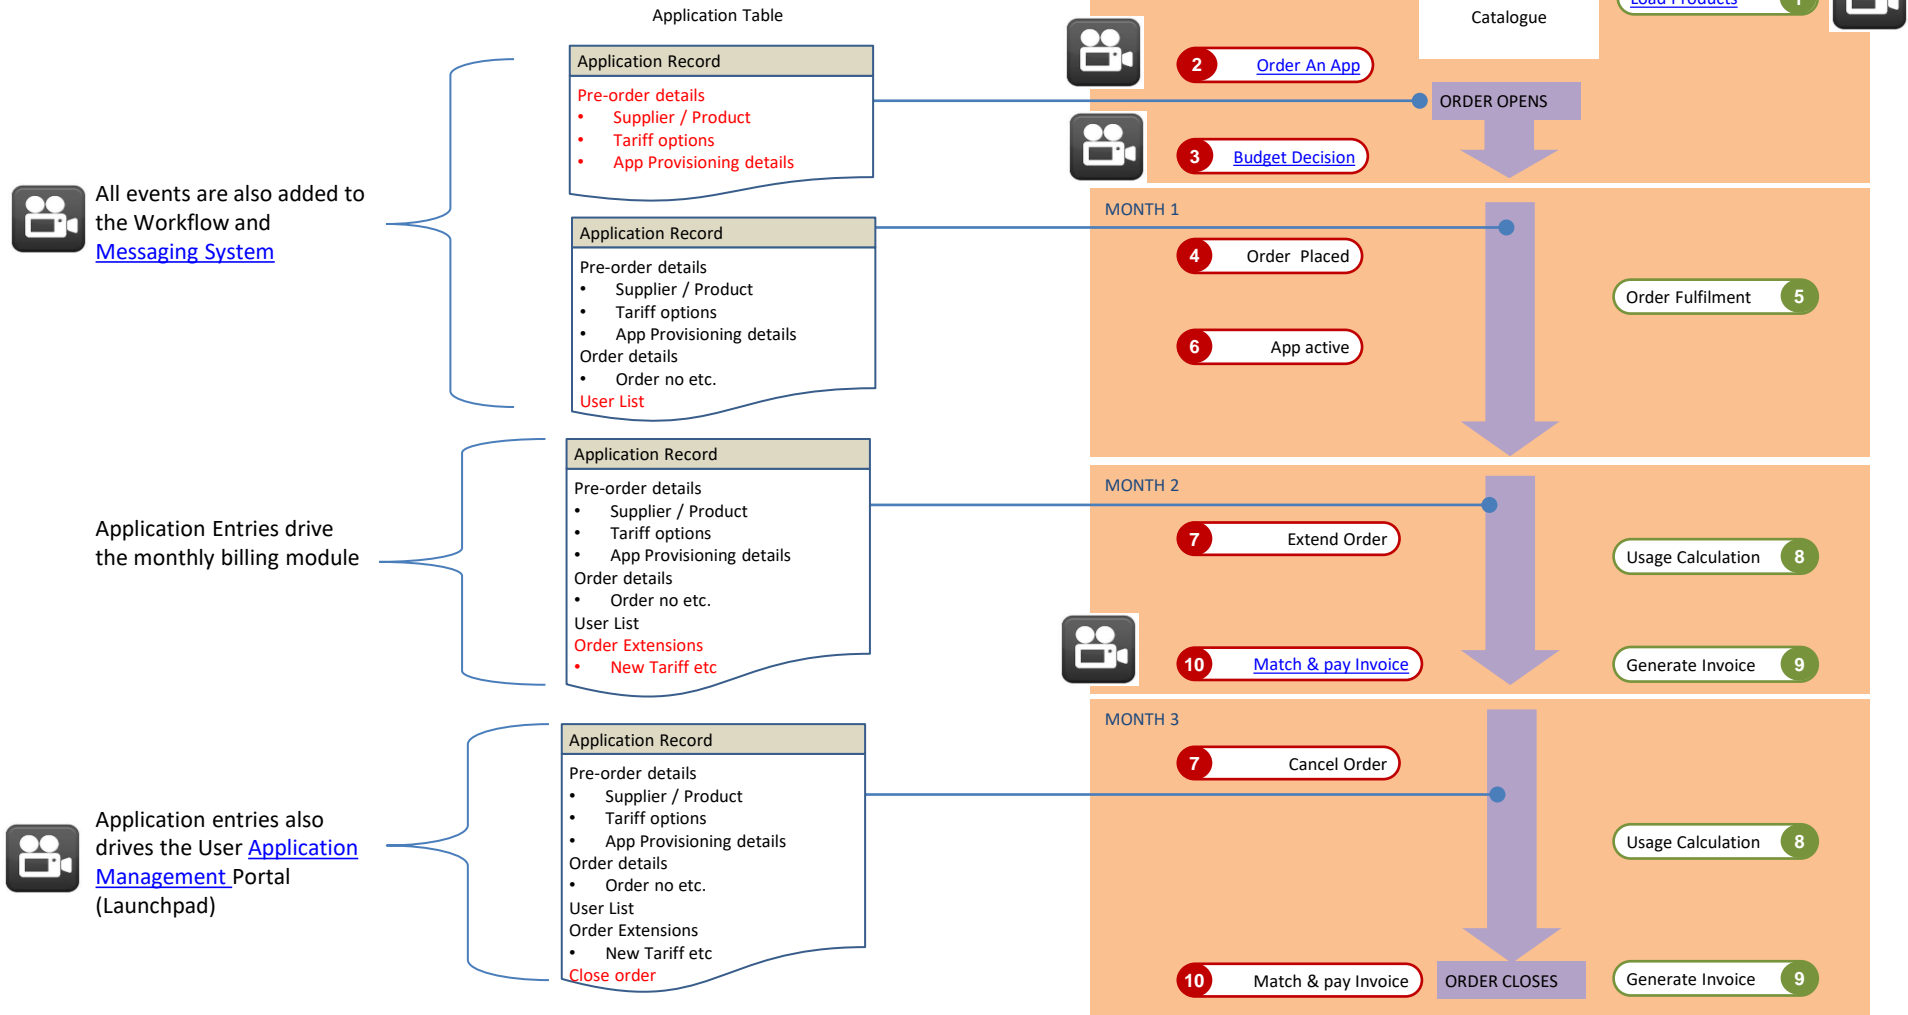 Application Table
Catalogue
Load Products 1
Application Record
Pre-order details
• Supplier / Product
• Tariff options
• App Provisioning details
2 Order An App
ORDER OPENS
3 Budget Decision
All events are also added to
the Workflow and
Messaging System
Application Record
Pre-order details
• Supplier / Product
• Tariff options
• App Provisioning details
Order details
• Order no etc.
User List
MONTH 1
4 Order Placed
Order Fulfilment 5
6 App active
Application Entries drive
the monthly billing module
Application Record
Pre-order details
• Supplier / Product
• Tariff options
• App Provisioning details
Order details
• Order no etc.
User List
Order Extensions
• New Tariff etc
MONTH 2
7 Extend Order
Usage Calculation 8
10 Match & pay Invoice
Generate Invoice 9
Application entries also
drives the User Application
Management Portal
(Launchpad)
Application Record
Pre-order details
• Supplier / Product
• Tariff options
• App Provisioning details
Order details
• Order no etc.
User List
Order Extensions
• New Tariff etc
Close order
MONTH 3
7 Cancel Order
Usage Calculation 8
10 Match & pay Invoice
ORDER CLOSES
Generate Invoice 9